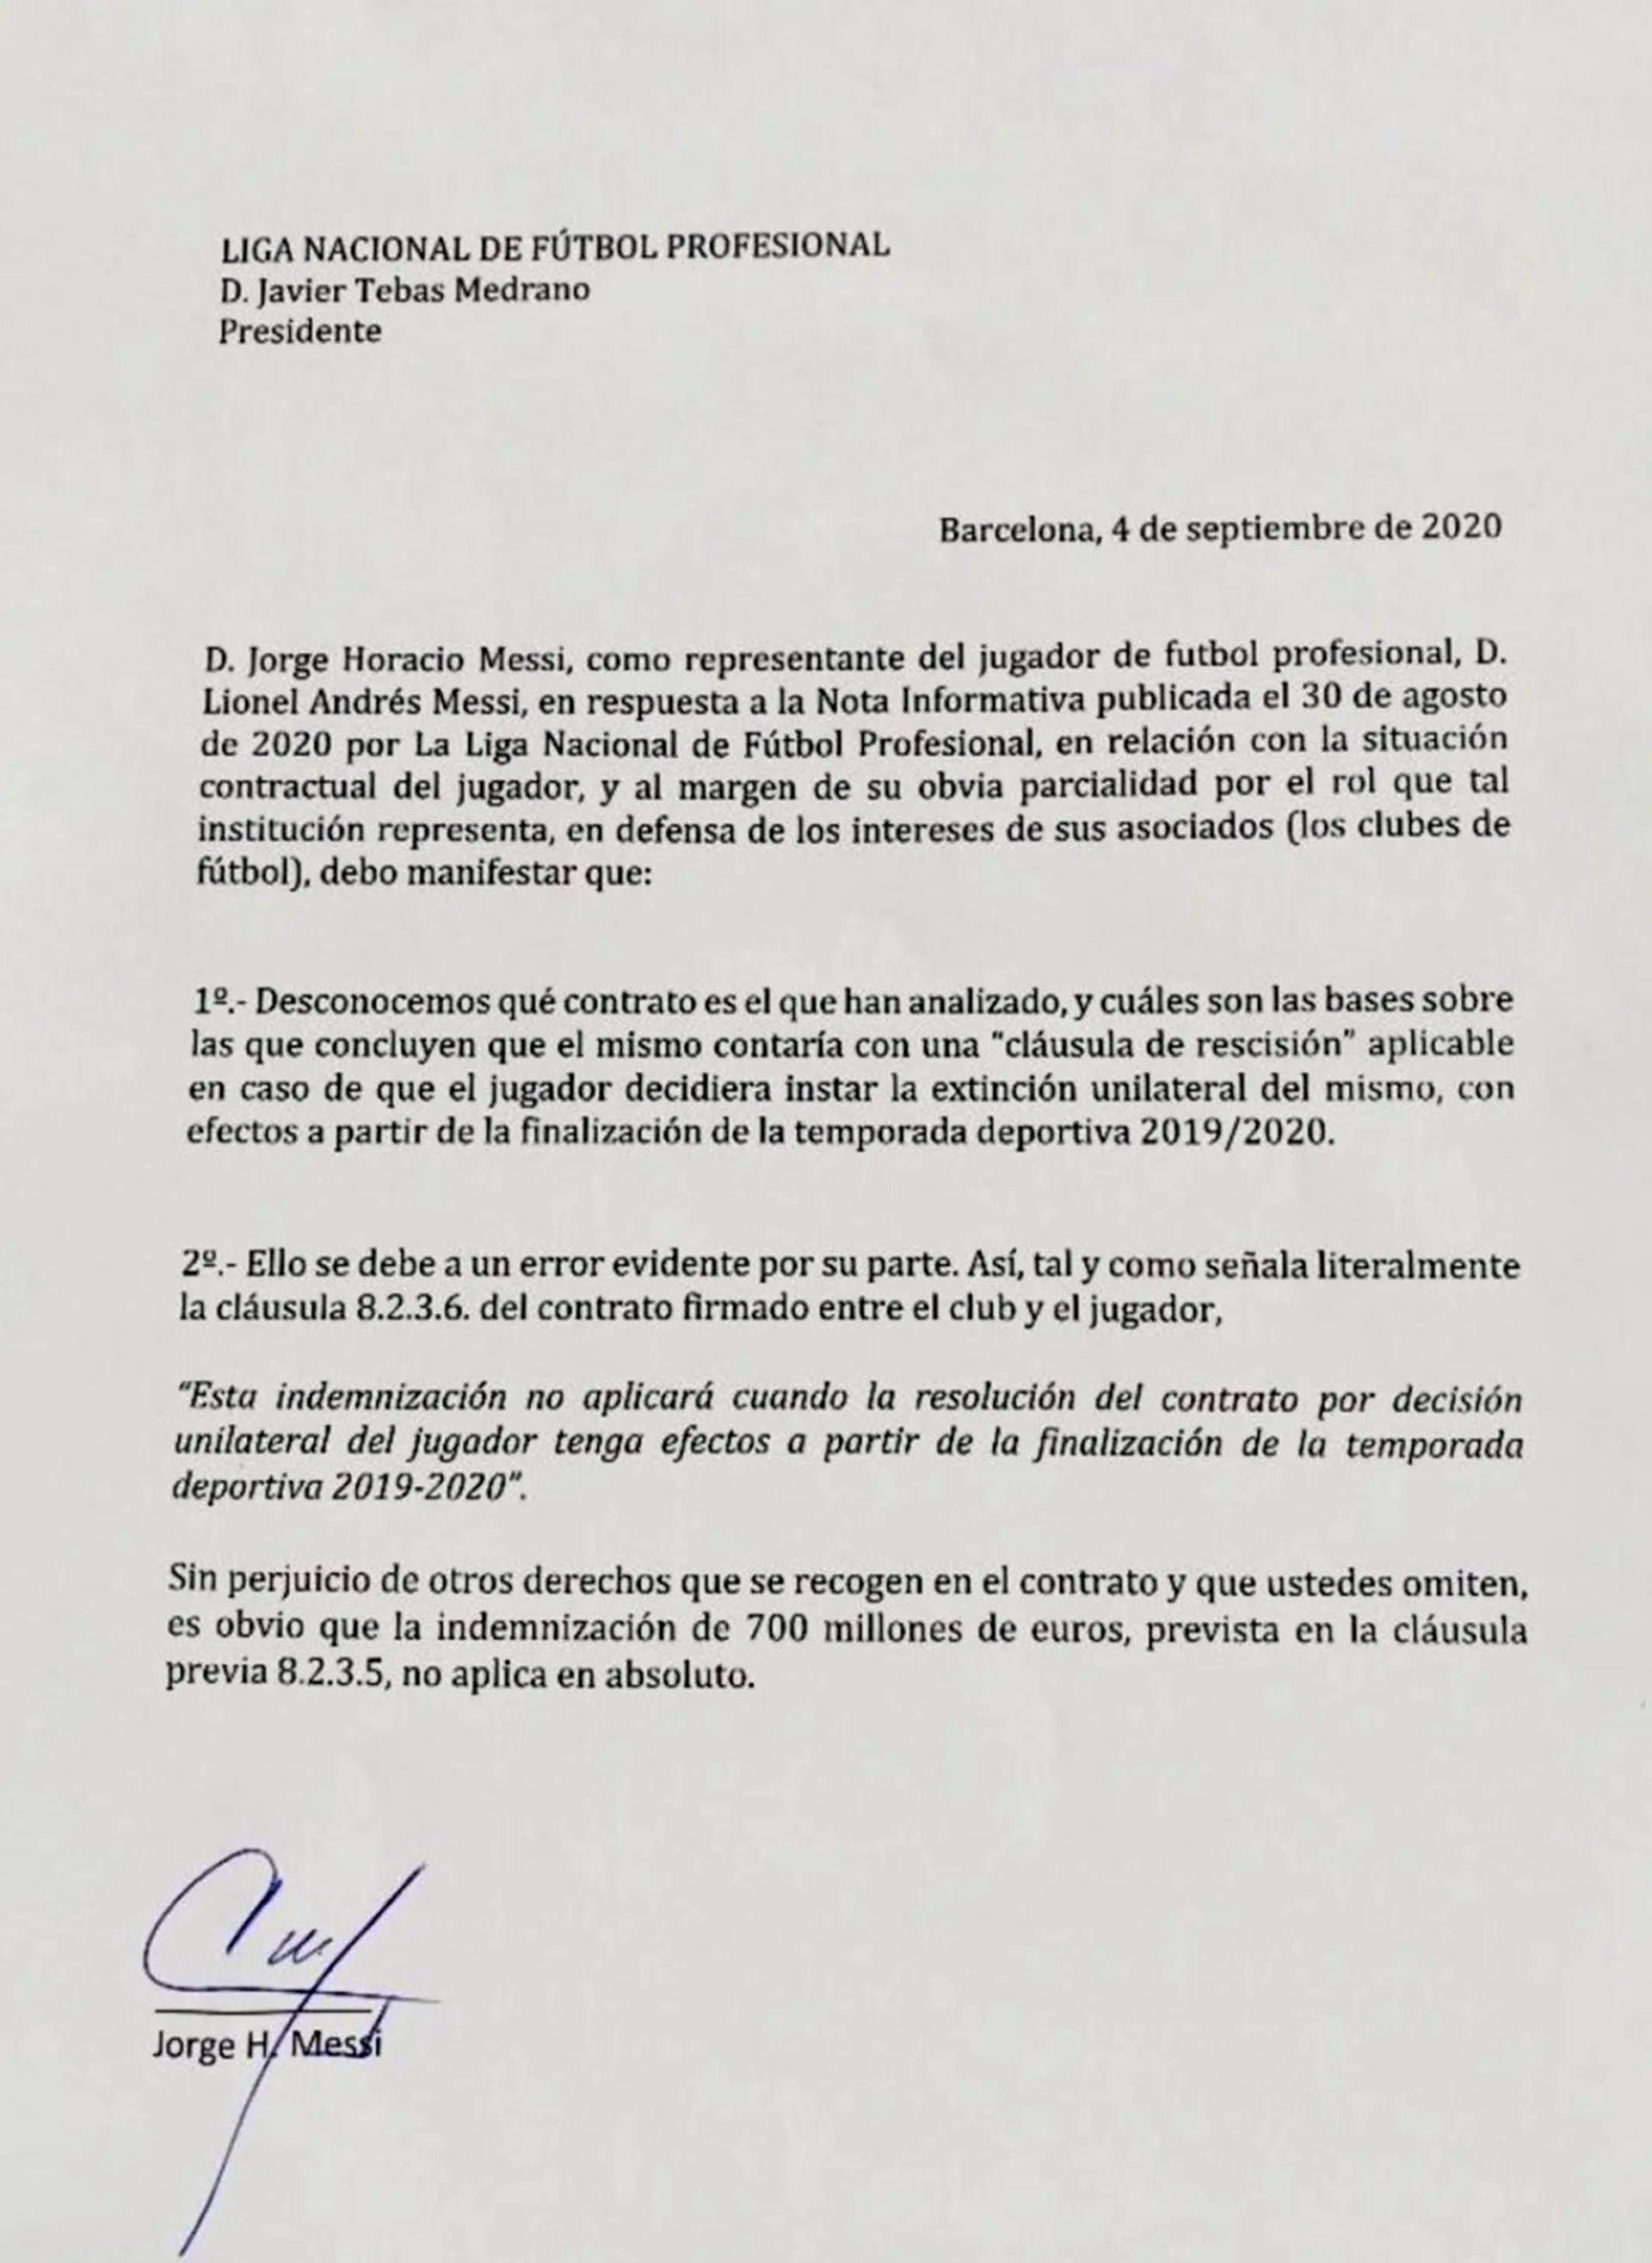 LIGA NACIONAL DE FÚTBOL PROFESIONAL
D. Javier Tebas Medrano
Presidente
Barcelona, 4 de septiembre de 2020
D. Jorge Horacio Messi, como representante del jugador de futbol profesional, D.
Lionel Andrés Messi, en respuesta a la Nota Informativa publicada el 30 de agosto
de 2020 por La Liga Nacional de Fútbol Profesional, en relación con la situación
contractual del jugador, y al margen de su obvia parcialidad por el rol que tal
institución representa, en defensa de los intereses de sus asociados (los clubes de
fútbol), debo manifestar que:
1º.- Desconocemos qué contrato es el que han analizado, y cuáles son las bases sobre
las que concluyen que el mismo contaría con una "cláusula de rescisión" aplicable
en caso de que el jugador decidiera instar la extinción unilateral del mismo, con
efectos a partir de la finalización de la temporada deportiva 2019/2020.
2º.- Ello se debe a un error evidente por su parte. Así, tal y como señala literalmente
la cláusula 8.2.3.6. del contrato firmado entre el club y el jugador,
"Esta indemnización no aplicará cuando la resolución del contrato por decisión
unilateral del jugador tenga efectos a partir de la finalización de la temporada
deportiva 2019-2020".
Sin perjuicio de otros derechos que se recogen en el contrato y que ustedes omiten,
es obvio que la indemnización de 700 millones de euros, prevista en la cláusula
previa 8.2.3.5, no aplica en absoluto.
Jorge H. Messi